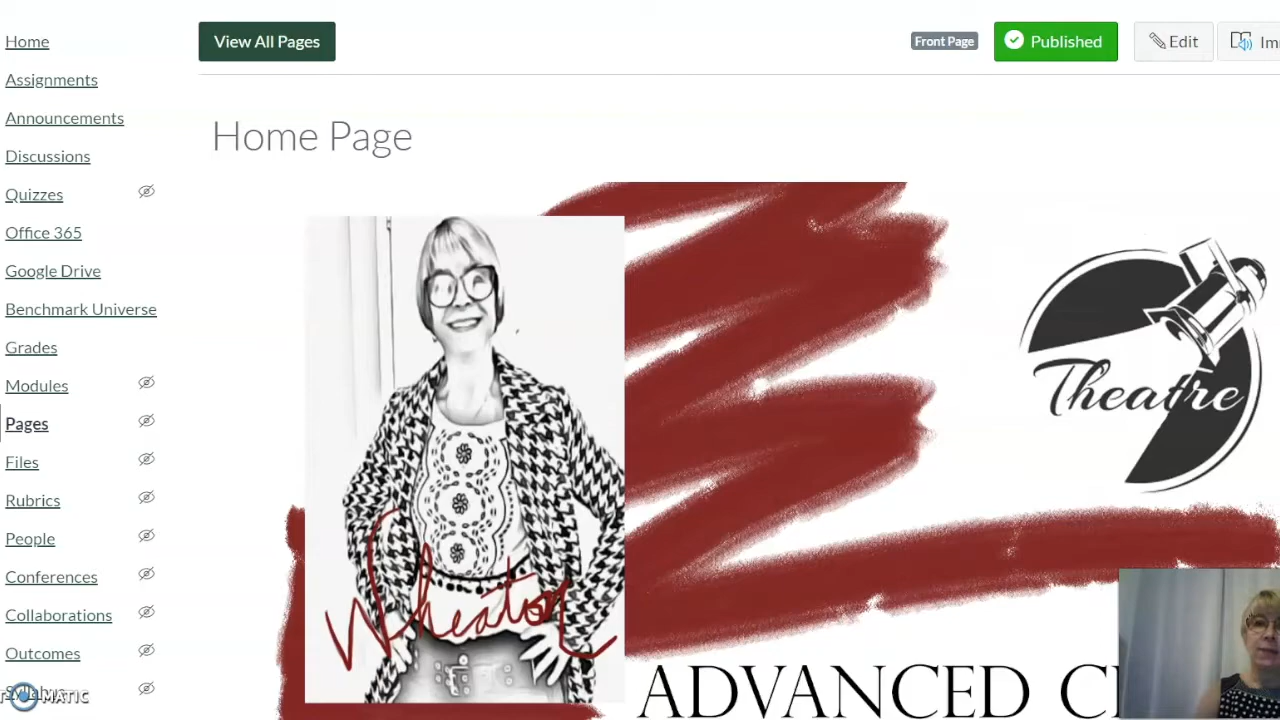 Home
Assignments
Announcements
Discussions
Quizzes
Office 365
Google Drive
Benchmark Universe
Grades
Modules
Pages
Files
Rubrics
People
Conferences
Collaborations
Outcomes
View All Pages
Front Page
Published
Edit
Home Page
Theatre
Wheaton
ADVANCED